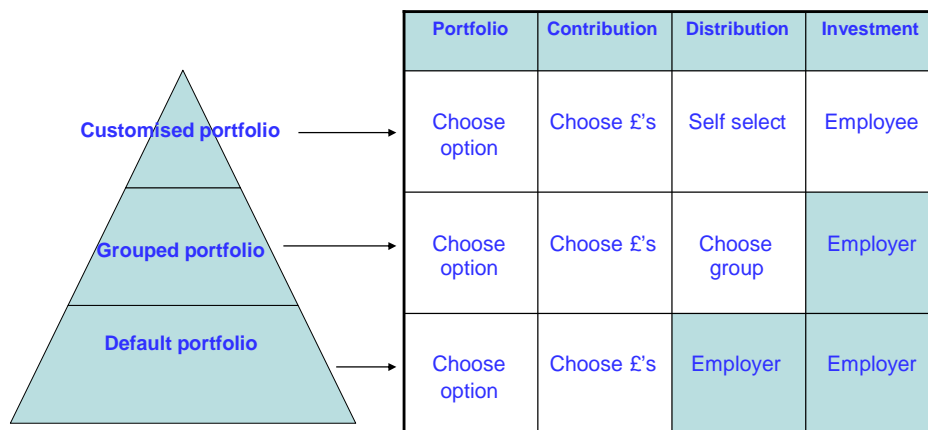 Portfolio Contribution Distribution Investment
Customised portfolio Choose option Choose £'s Self select Employee
Grouped portfolio Choose option Choose £'s Choose group Employer
Default portfolio Choose option Choose £'s Employer Employer